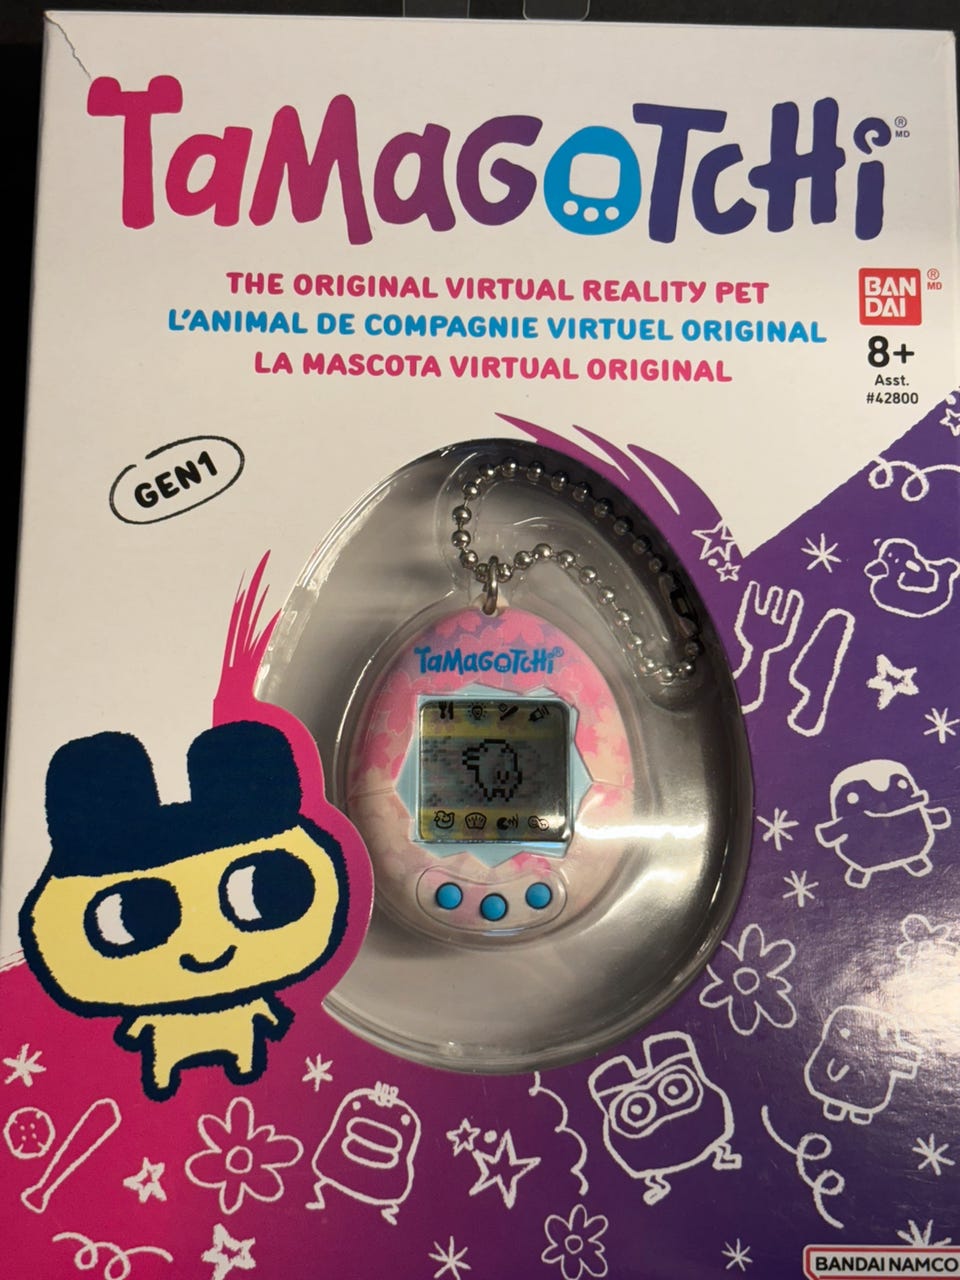 TaMaGoTCHi® MD
THE ORIGINAL VIRTUAL REALITY PET
L'ANIMAL DE COMPAGNIE VIRTUEL ORIGINAL
LA MASCOTA VIRTUAL ORIGINAL
BAN
DAI
® MD
8+
Asst.
#42800
GEN1
TaMaGoTCHi®
BANDAI NAMCO